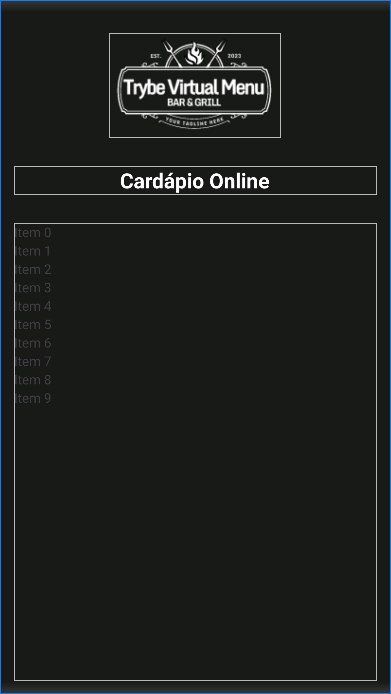 EST. 2023
Trybe Virtual Menu
BAR & GRILL
YOUR TAGLINE HERE
Cardápio Online
Item 0
Item 1
Item 2
Item 3
Item 4
Item 5
Item 6
Item 7
Item 8
Item 9